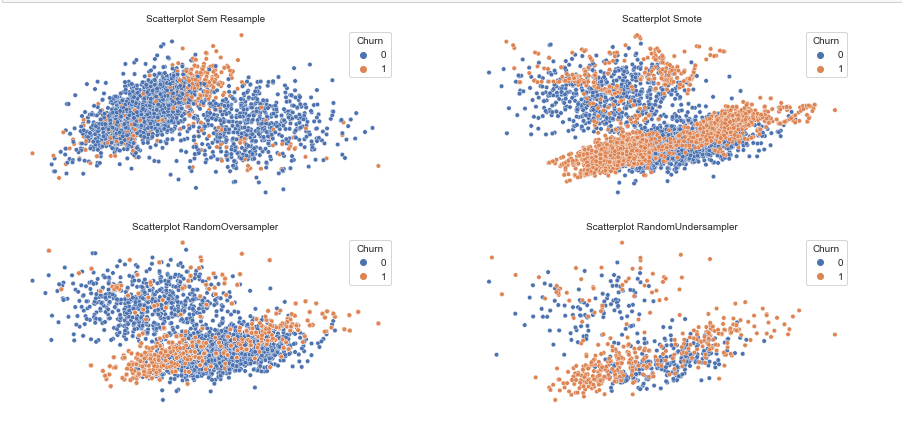 Scatterplot Sem Resample
Churn
0
1
Scatterplot Smote
Churn
0
1
Scatterplot RandomOversampler
Churn
0
1
Scatterplot RandomUndersampler
Churn
0
1